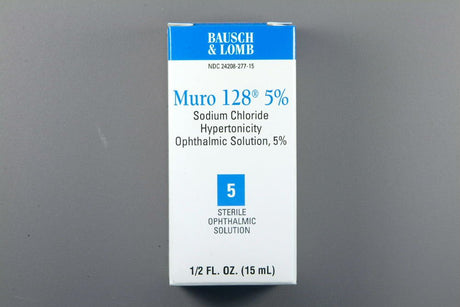 BAUSCH
& LOMB
NDC 24208-277-15
Muro 128® 5%
Sodium Chloride
Hypertonicity
Ophthalmic Solution, 5%
5
STERILE
OPHTHALMIC
SOLUTION
1/2 FL. OZ. (15 mL)